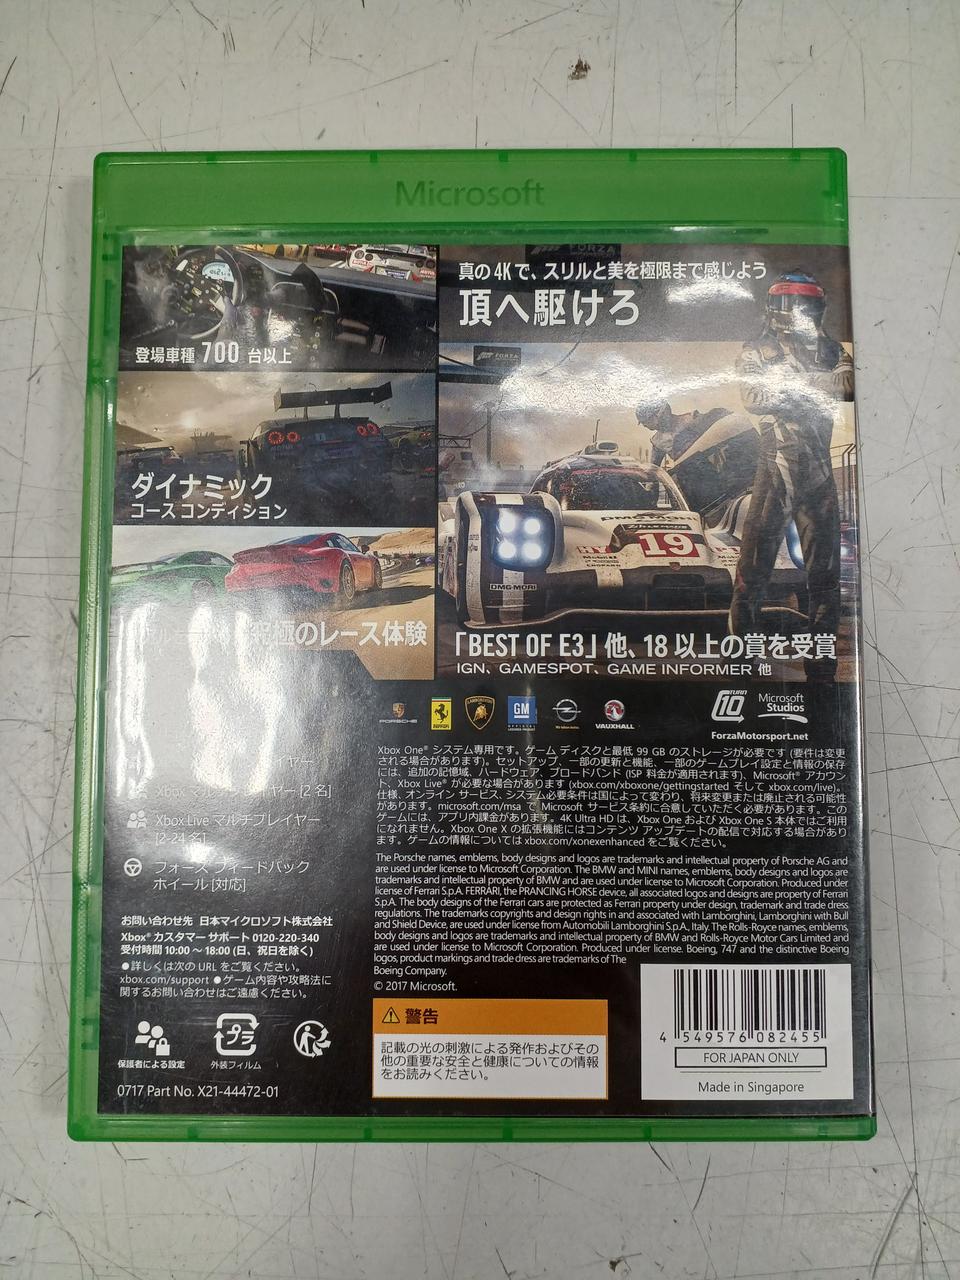 Microsoft
FORZA
真の4Kで、スリルと美を極限まで感じよう
頂へ駆けろ
登場車種 700 台以上
FORZA
ダイナミック
コース コンディション
DMG MORI
19
HY
Mobil
CHOPARD
DMG MORI
究極のレース体験
「BEST OF E3」他、18 以上の賞を受賞
IGN、GAMESPOT、GAME INFORMER 他
PORSCHE
Ferrari
LAMBORGHINI
GM
OPEL
VAUXHALL
TURN
10
Microsoft
Studios
ForzaMotorsport.net
イヤー
イヤー [2 名]
Xbox Live マルチプレイヤー
[2-24 名]
フォース フィードバック
ホイール [対応]
Xbox One® システム専用です。ゲーム ディスクと最低 99 GB のストレージが必要です (要件は変更
される場合があります)。セットアップ、一部の更新と機能、一部のゲームプレイ設定と情報の保存
には、追加の記憶域、ハードウェア、ブロードバンド (ISP 料金が適用されます)、Microsoft® アカウン
ト、Xbox Live® が必要な場合があります (xbox.com/xboxone/gettingstarted そして xbox.com/live)。
仕様、オンライン サービス、システム必要条件は国によって変わり、将来変更または廃止される可能性
があります。microsoft.com/msa で Microsoft サービス規約に合意していただく必要があります。この
ゲームには、アプリ内課金があります。4K Ultra HD は、Xbox One および Xbox One S 本体ではご利用
になれません。Xbox One X の拡張機能にはコンテンツ アップデートの配信で対応する場合があり
ます。ゲームの情報については xbox.com/xonexenhanced をご覧ください。
The Porsche names, emblems, body designs and logos are trademarks and intellectual property of Porsche AG and
are used under license to Microsoft Corporation. The BMW and MINI names, emblems, body designs and logos are
trademarks and intellectual property of BMW and are used under license to Microsoft Corporation. Produced under
license of Ferrari S.p.A. FERRARI, the PRANCING HORSE device, all associated logos and designs are property of Ferrari
S.p.A. The body designs of the Ferrari cars are protected as Ferrari property under design, trademark and trade dress
regulations. The trademarks copyrights and design rights in and associated with Lamborghini, Lamborghini with Bull
and Shield Device, are used under license from Automobili Lamborghini S.p.A., Italy. The Rolls-Royce names, emblems,
body designs and logos are trademarks and intellectual property of BMW and Rolls-Royce Motor Cars Limited and
are used under license to Microsoft Corporation. Produced under license. Boeing, 747 and the distinctive Boeing
logos, product markings and trade dress are trademarks of The
Boeing Company.
© 2017 Microsoft.
お問い合わせ先 日本マイクロソフト株式会社
Xbox® カスタマー サポート 0120-220-340
受付時間 10:00 ～ 18:00 (日、祝日を除く)
●詳しくは次の URL をご覧ください。
xbox.com/support ●ゲーム内容や攻略法に
関するお問い合わせはご遠慮ください。
保護者による設定
プラ
外装フィルム
0717 Part No. X21-44472-01
警告
記載の光の刺激による発作およびその
他の重要な安全と健康についての情報
をお読みください。
4 549576 082455
FOR JAPAN ONLY
Made in Singapore